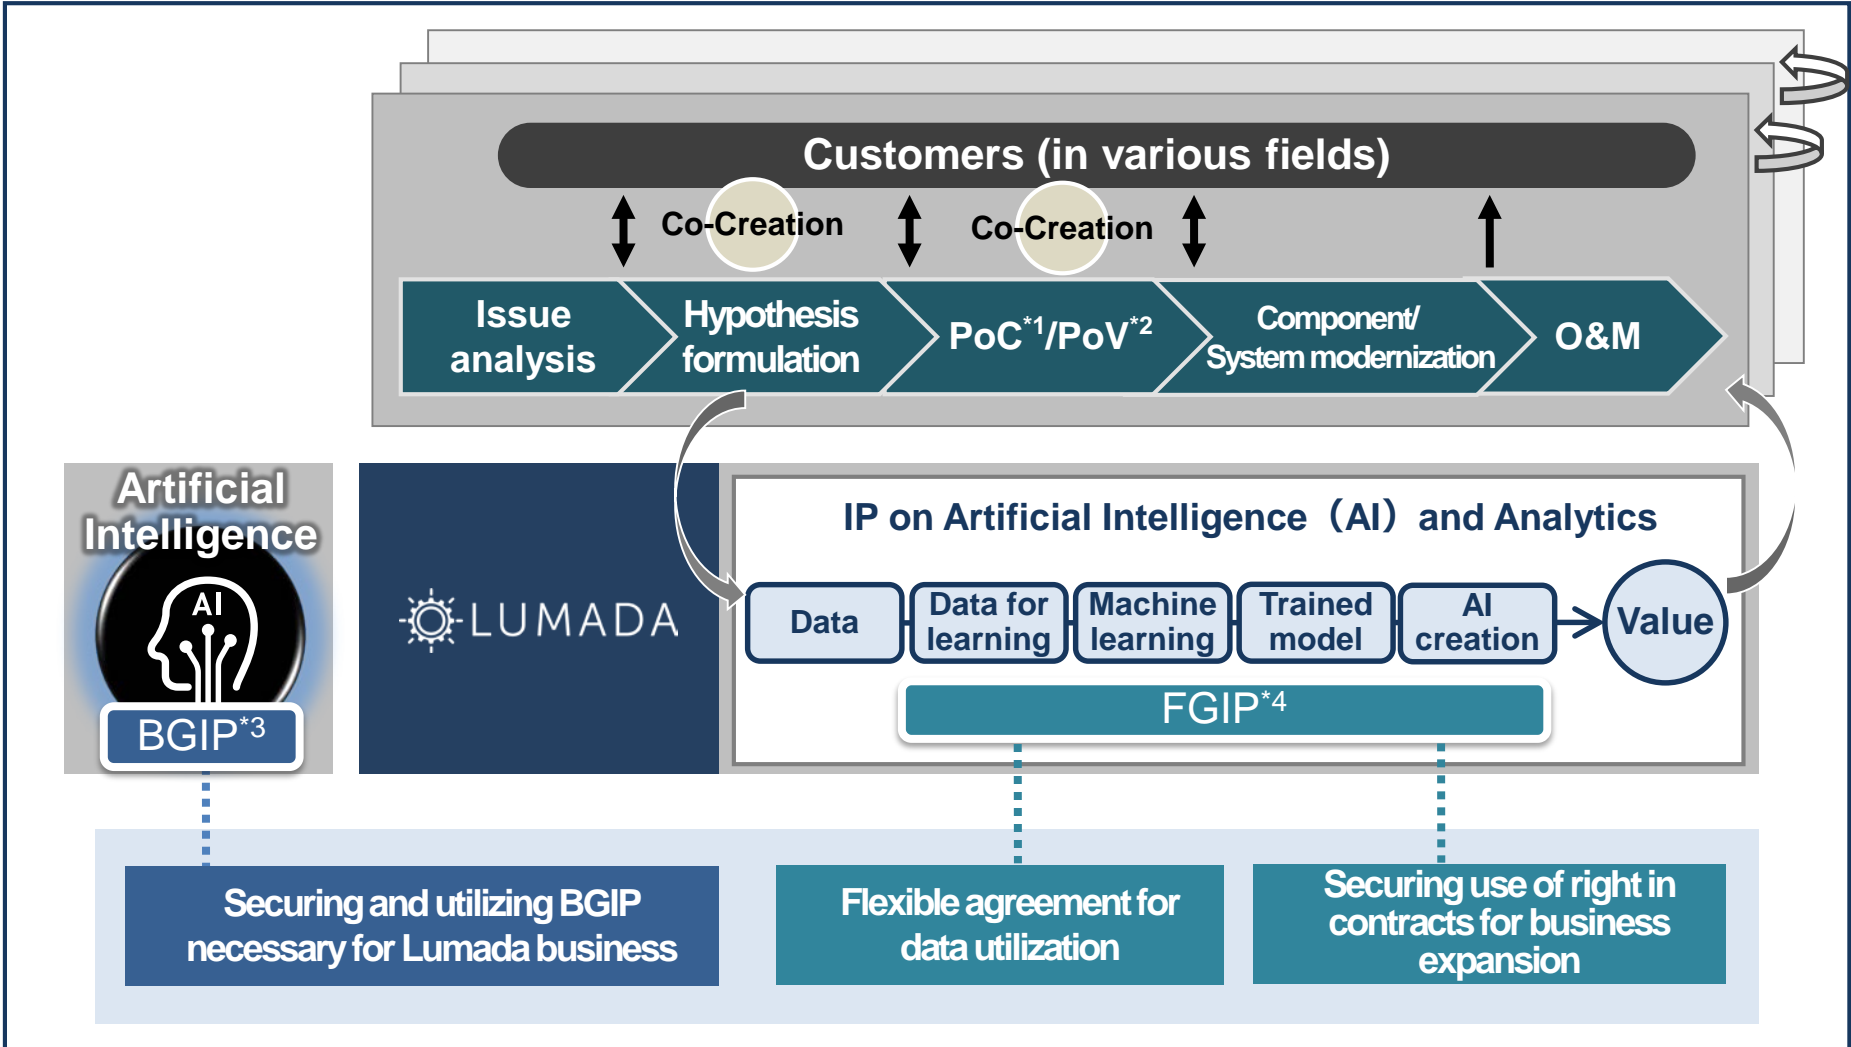 Customers (in various fields)
Co-Creation
Co-Creation
Issue
analysis
Hypothesis
formulation
PoC*1/PoV*2
Component/
System modernization
O&M
Artificial
Intelligence
AI
BGIP*3
LUMADA
IP on Artificial Intelligence（AI）and Analytics
Data
Data for
learning
Machine
learning
Trained
model
AI
creation
Value
FGIP*4
Securing and utilizing BGIP
necessary for Lumada business
Flexible agreement for
data utilization
Securing use of right in
contracts for business
expansion